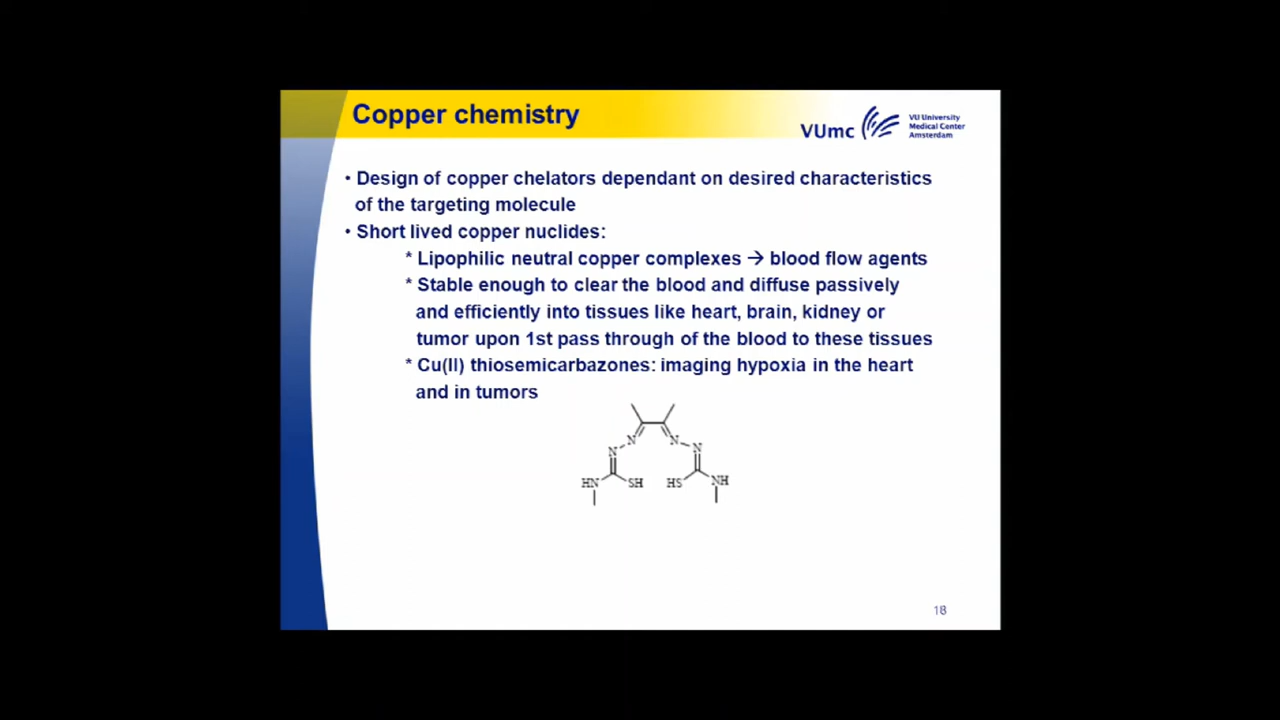 Copper chemistry
VUmc
VU University
Medical Center
Amsterdam
• Design of copper chelators dependant on desired characteristics
of the targeting molecule
• Short lived copper nuclides:
* Lipophilic neutral copper complexes → blood flow agents
* Stable enough to clear the blood and diffuse passively
and efficiently into tissues like heart, brain, kidney or
tumor upon 1st pass through of the blood to these tissues
* Cu(II) thiosemicarbazones: imaging hypoxia in the heart
and in tumors
N N N N
HN SH HS NH
18